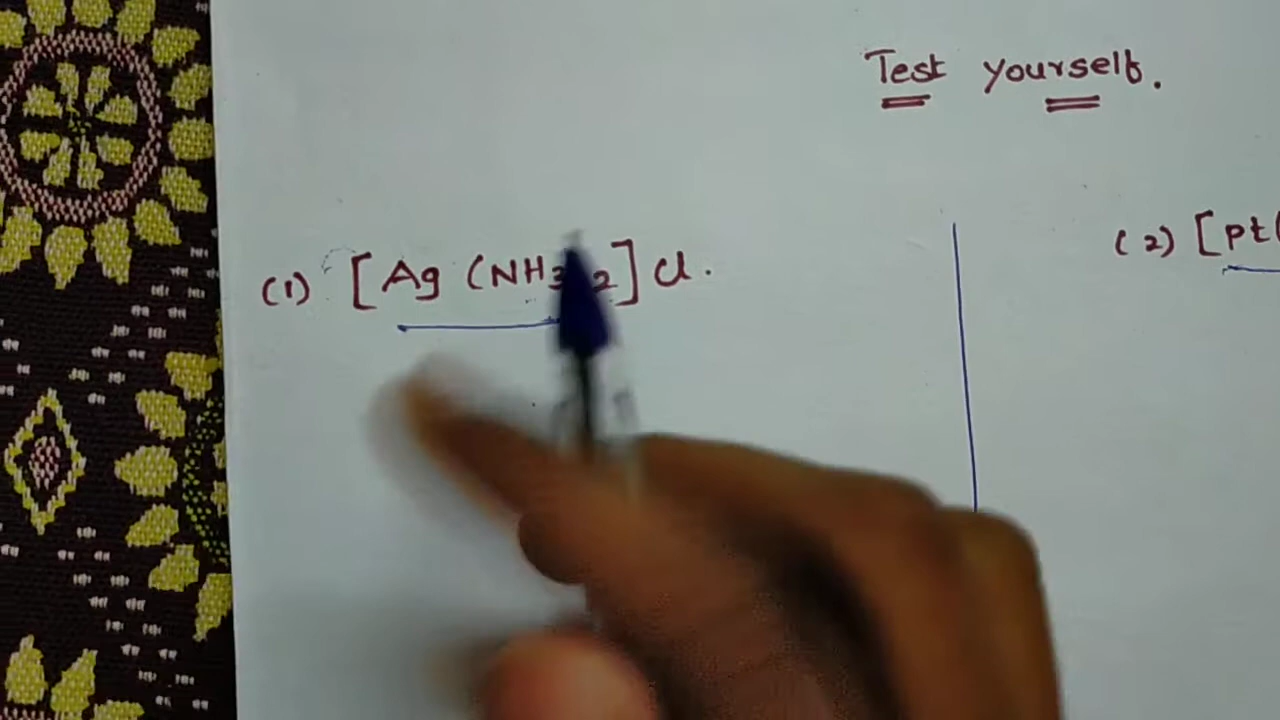 Test yourself.
(1) [Ag (NH3 2] Cl.
(2) [pt(